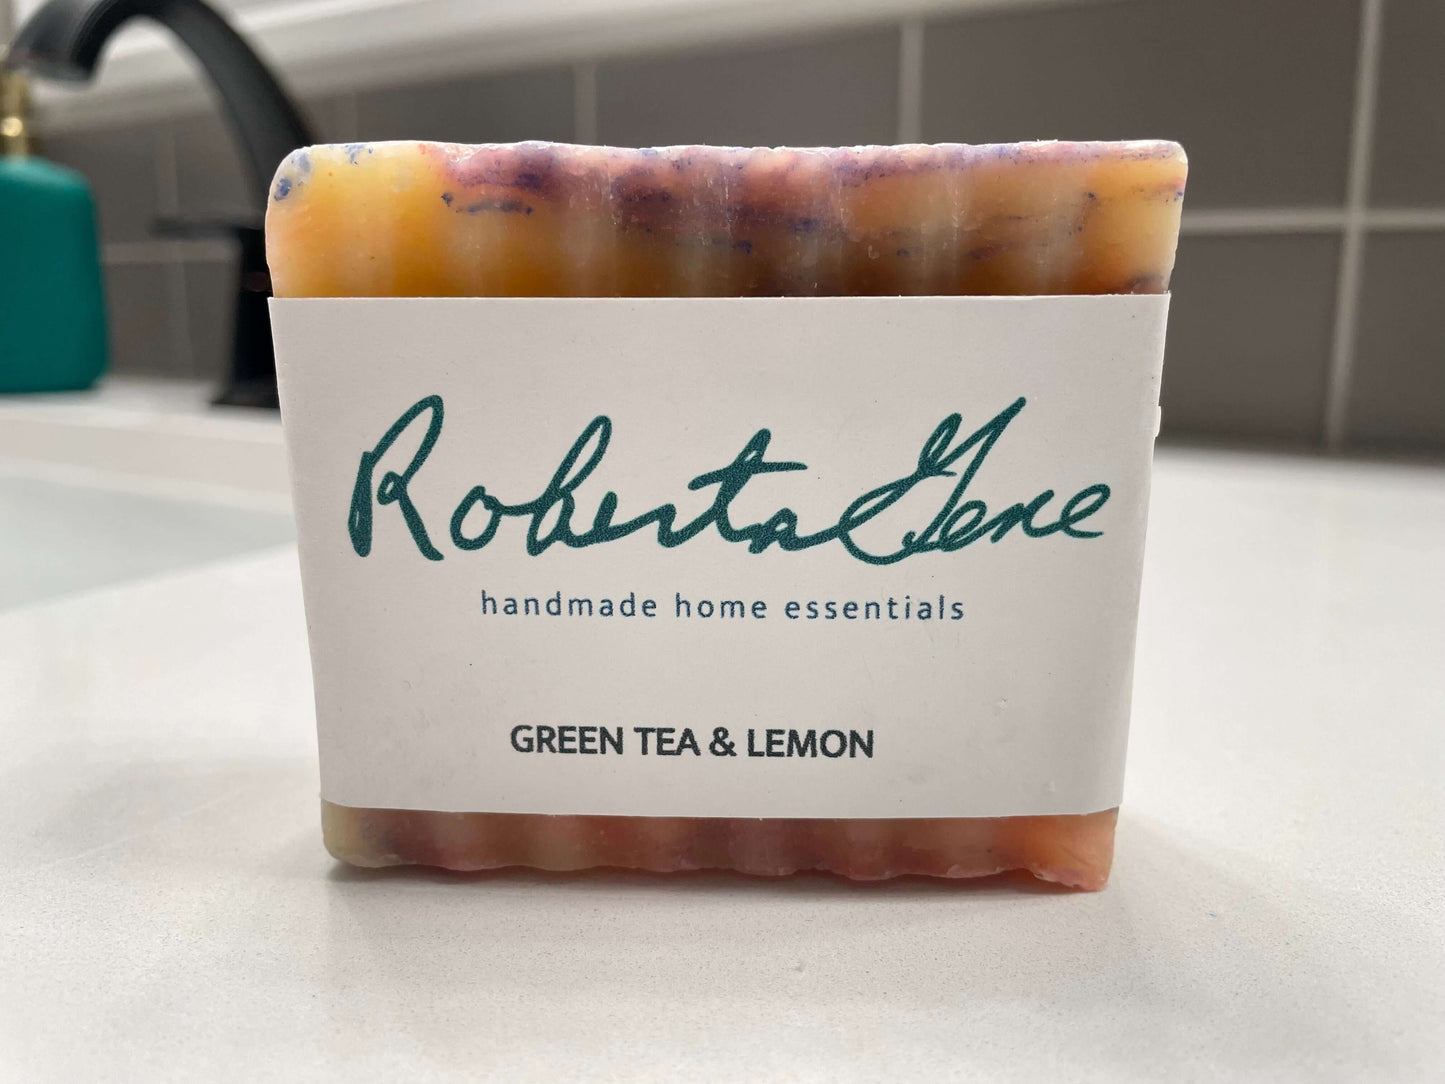 Roberta Gene
handmade home essentials
GREEN TEA & LEMON